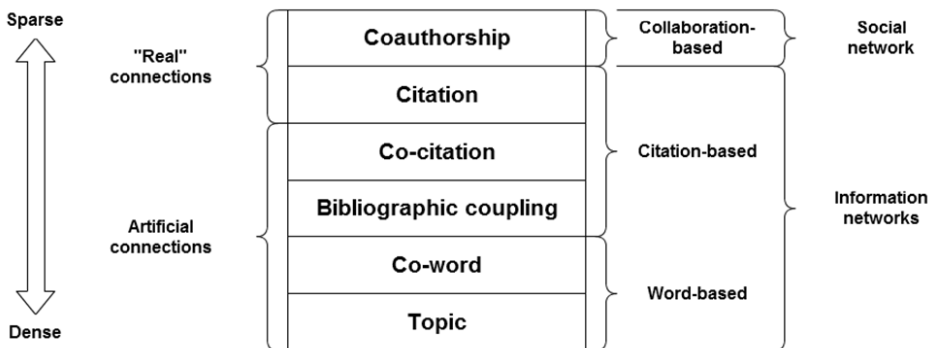 Sparse
"Real"
connections
Artificial
connections
Dense
Coauthorship
Citation
Co-citation
Bibliographic coupling
Co-word
Topic
Collaboration-
based
Citation-based
Word-based
Social
network
Information
networks